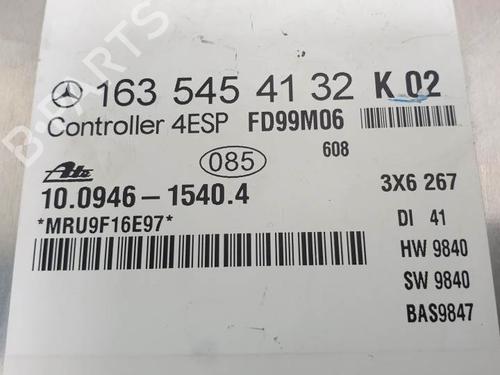 163 545 41 32 K 02
Controller 4ESP FD99M06
085 608
Ate
10.0946-1540.4 3X6 267
*MRU9F16E97* DI 41
HW 9840
SW 9840
BAS9847
B-PARTS